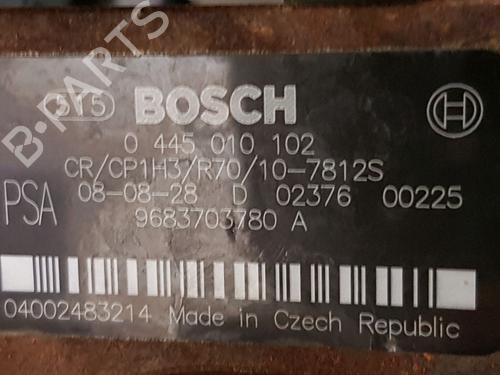 B-PARTS
515 BOSCH
0 445 010 102
CR/CP1H3/R70/10-7812S
PSA 08-08-28 D 02376 00225
9683703780 A
04002483214 Made in Czech Republic